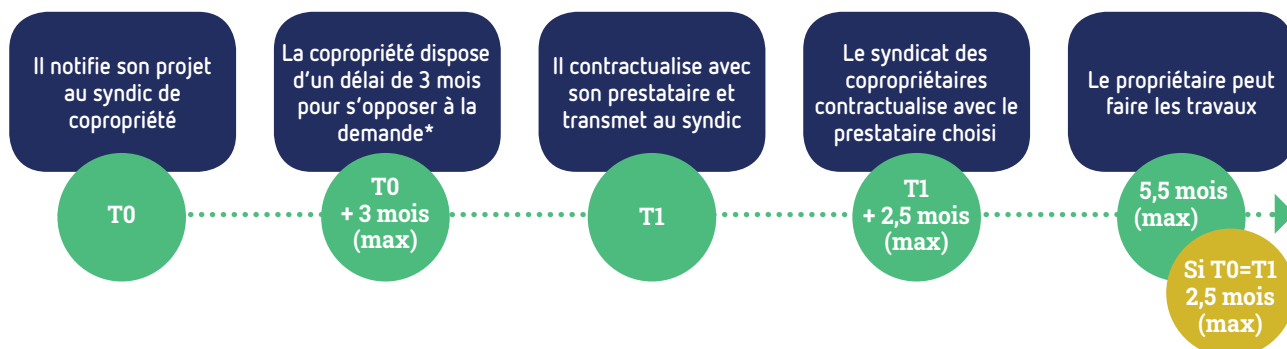 Il notifie son projet
au syndic de
copropriété
La copropriété dispose
d'un délai de 3 mois
pour s'opposer à la
demande*
Il contractualise avec
son prestataire et
transmet au syndic
Le syndicat des
copropriétaires
contractualise avec le
prestataire choisi
Le propriétaire peut
faire les travaux
T0
T0
+ 3 mois
(max)
T1
T1
+ 2,5 mois
(max)
5,5 mois
(max)
Si T0=T1
2,5 mois
(max)